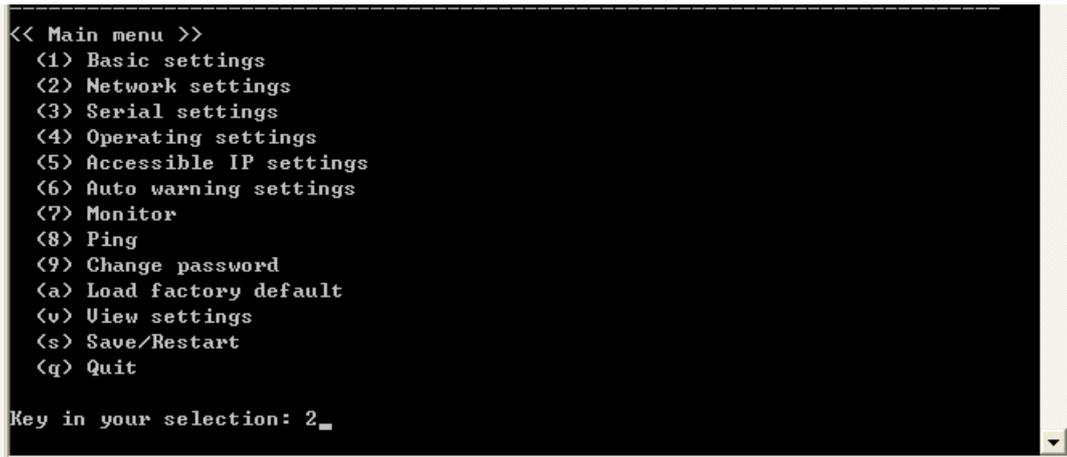 << Main menu >>
(1) Basic settings
(2) Network settings
(3) Serial settings
(4) Operating settings
(5) Accessible IP settings
(6) Auto warning settings
(7) Monitor
(8) Ping
(9) Change password
(a) Load factory default
(v) View settings
(s) Save/Restart
(q) Quit
Key in your selection: 2_